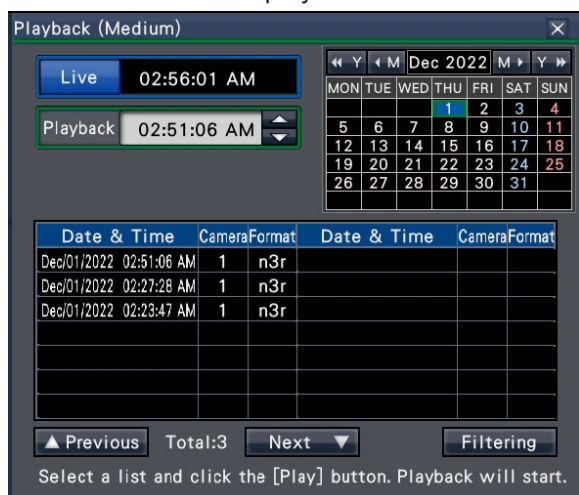 Playback (Medium)
Live 02:56:01 AM
Playback 02:51:06 AM
Y M Dec 2022 M Y
MON TUE WED THU FRI SAT SUN
1 2 3 4
5 6 7 8 9 10 11
12 13 14 15 16 17 18
19 20 21 22 23 24 25
26 27 28 29 30 31
Date & Time Camera Format Date & Time Camera Format
Dec/01/2022 02:51:06 AM 1 n3r
Dec/01/2022 02:27:28 AM 1 n3r
Dec/01/2022 02:23:47 AM 1 n3r
▲ Previous Total:3 Next ▼ Filtering
Select a list and click the [Play] button. Playback will start.